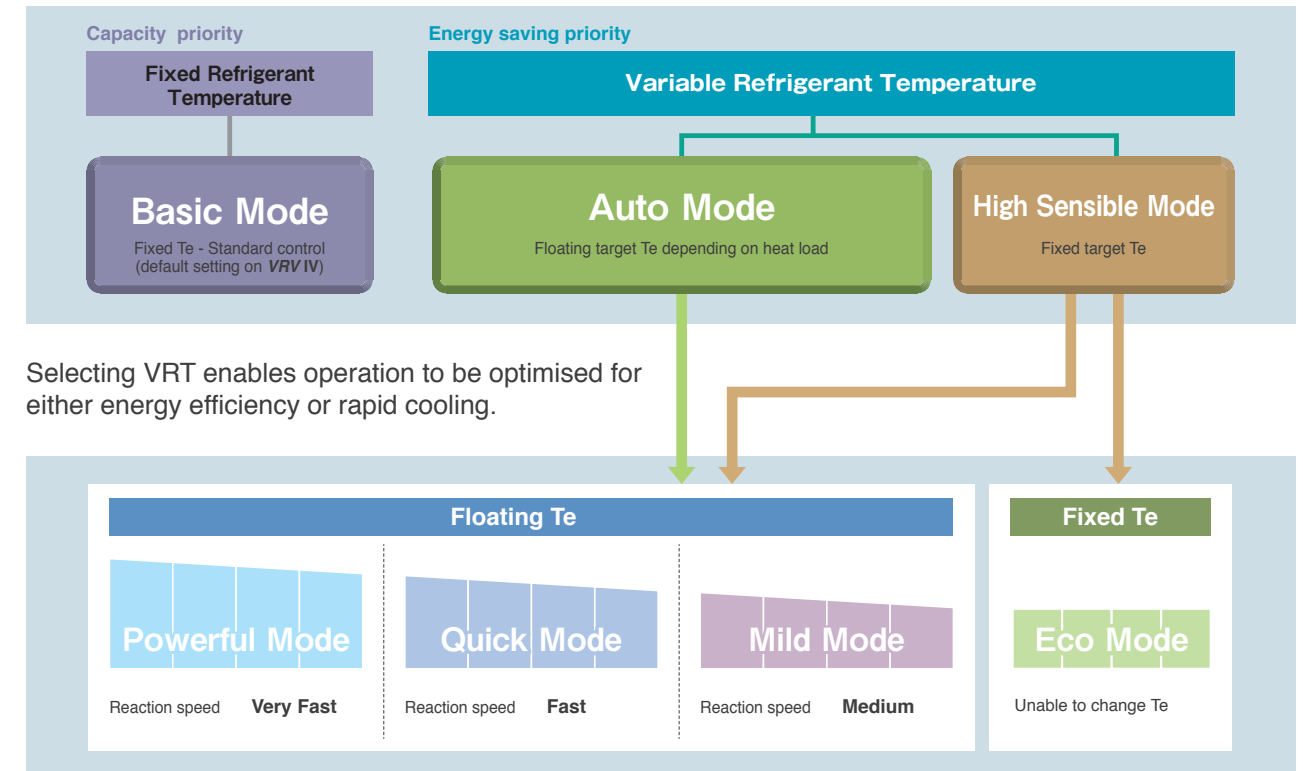 Capacity priority
Energy saving priority
Fixed Refrigerant
Temperature
Variable Refrigerant Temperature
Basic Mode
Fixed Te - Standard control
(default setting on VRV IV)
Auto Mode
Floating target Te depending on heat load
High Sensible Mode
Fixed target Te
Selecting VRT enables operation to be optimised for
either energy efficiency or rapid cooling.
Floating Te
Fixed Te
Powerful Mode
Quick Mode
Mild Mode
Eco Mode
Reaction speed Very Fast
Reaction speed Fast
Reaction speed Medium
Unable to change Te